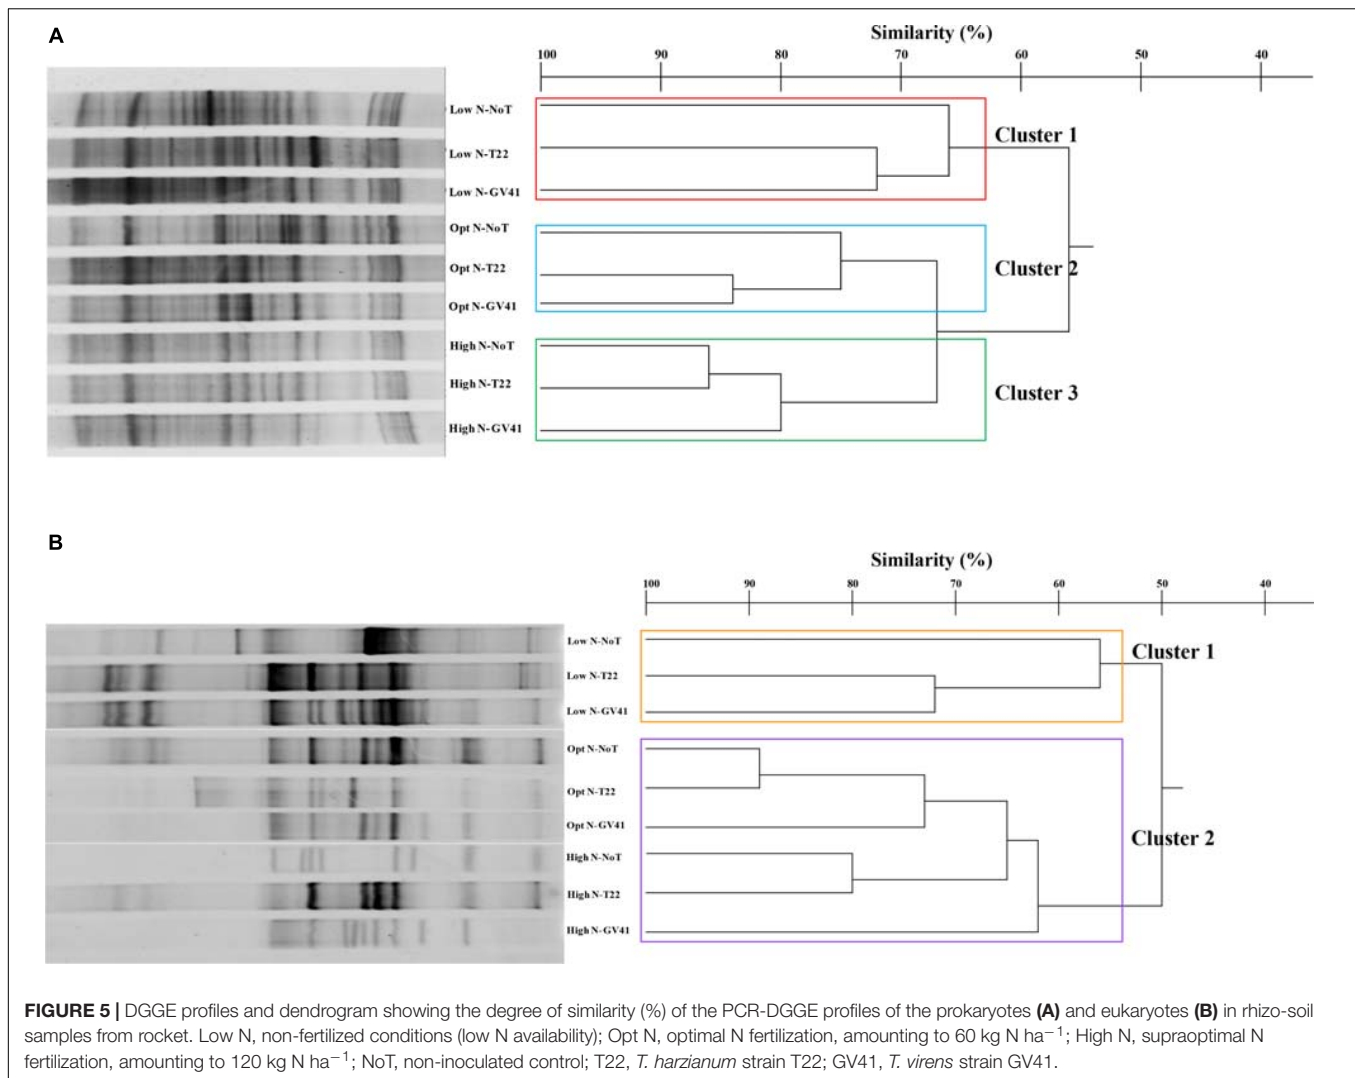 A
Similarity (%)
100 90 80 70 60 50 40
Low N-NoT
Low N-T22
Low N-GV41
Opt N-NoT
Opt N-T22
Opt N-GV41
High N-NoT
High N-T22
High N-GV41
Cluster 1
Cluster 2
Cluster 3
B
Similarity (%)
100 90 80 70 60 50 40
Low N-NoT
Low N-T22
Low N-GV41
Opt N-NoT
Opt N-T22
Opt N-GV41
High N-NoT
High N-T22
High N-GV41
Cluster 1
Cluster 2
FIGURE 5 | DGGE profiles and dendrogram showing the degree of similarity (%) of the PCR-DGGE profiles of the prokaryotes (A) and eukaryotes (B) in rhizo-soil
samples from rocket. Low N, non-fertilized conditions (low N availability); Opt N, optimal N fertilization, amounting to 60 kg N ha⁻¹; High N, supraoptimal N
fertilization, amounting to 120 kg N ha⁻¹; NoT, non-inoculated control; T22, T. harzianum strain T22; GV41, T. virens strain GV41.